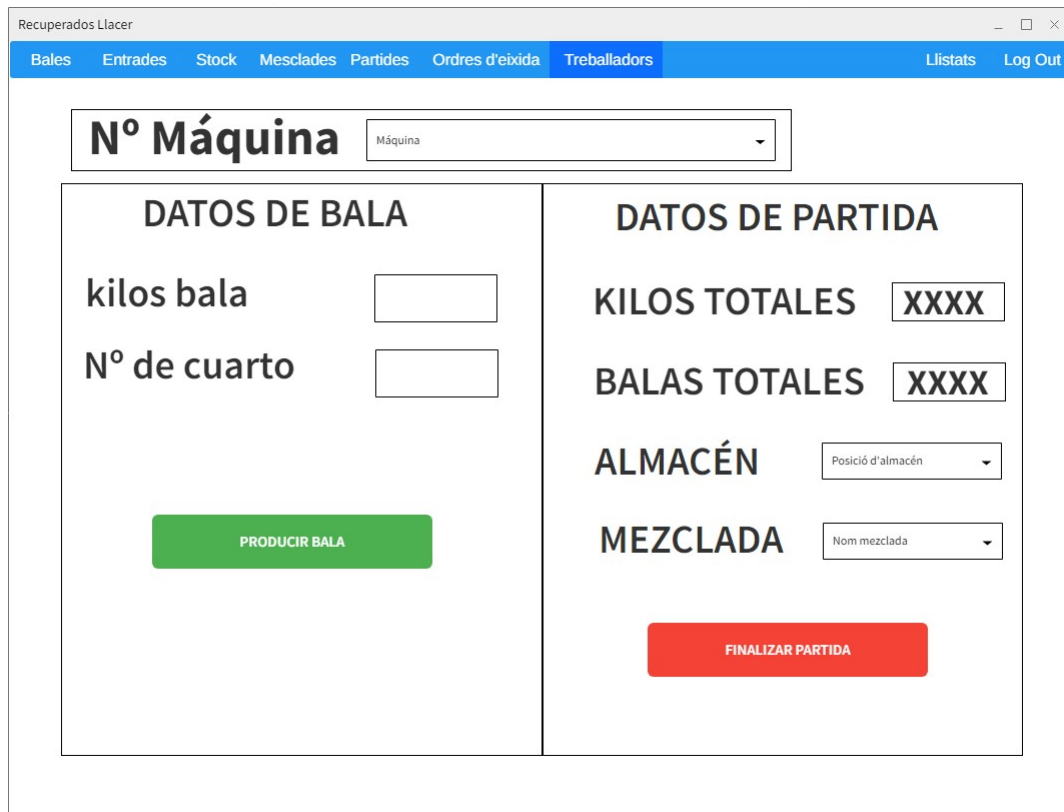 Recuperados Llacer
Bales Entrades Stock Mesclades Partides Ordres d'eixida Treballadors Llistats Log Out
Nº Máquina Máquina
DATOS DE BALA
kilos bala
Nº de cuarto
PRODUCIR BALA
DATOS DE PARTIDA
KILOS TOTALES XXXX
BALAS TOTALES XXXX
ALMACÉN Posició d'almacén
MEZCLADA Nom mezclada
FINALIZAR PARTIDA